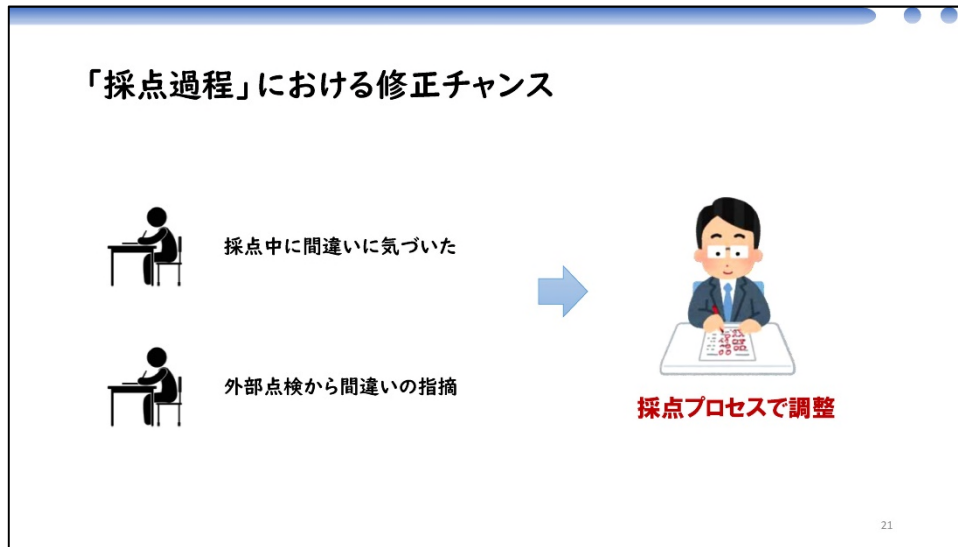 「採点過程」における修正チャンス
採点中に間違いに気づいた
外部点検から間違いの指摘
採点プロセスで調整
21